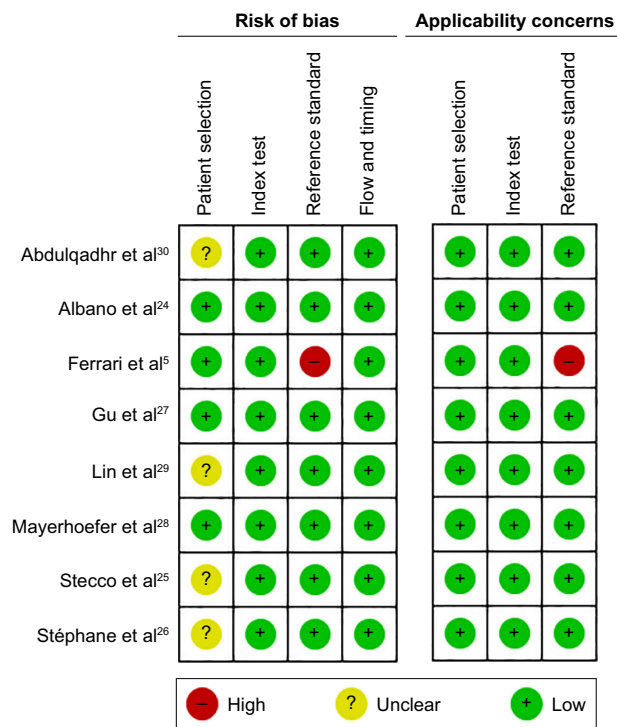 Risk of bias Applicability concerns
Patient selection
Index test
Reference standard
Flow and timing
Patient selection
Index test
Reference standard
Abdulqadhr et al30 ? + + + + + +
Albano et al24 + + + + + + +
Ferrari et al5 + + – + + + –
Gu et al27 + + + + + + +
Lin et al29 ? + + + + + +
Mayerhoefer et al28 + + + + + + +
Stecco et al25 ? + + + + + +
Stéphane et al26 ? + + + + + +
– High ? Unclear + Low